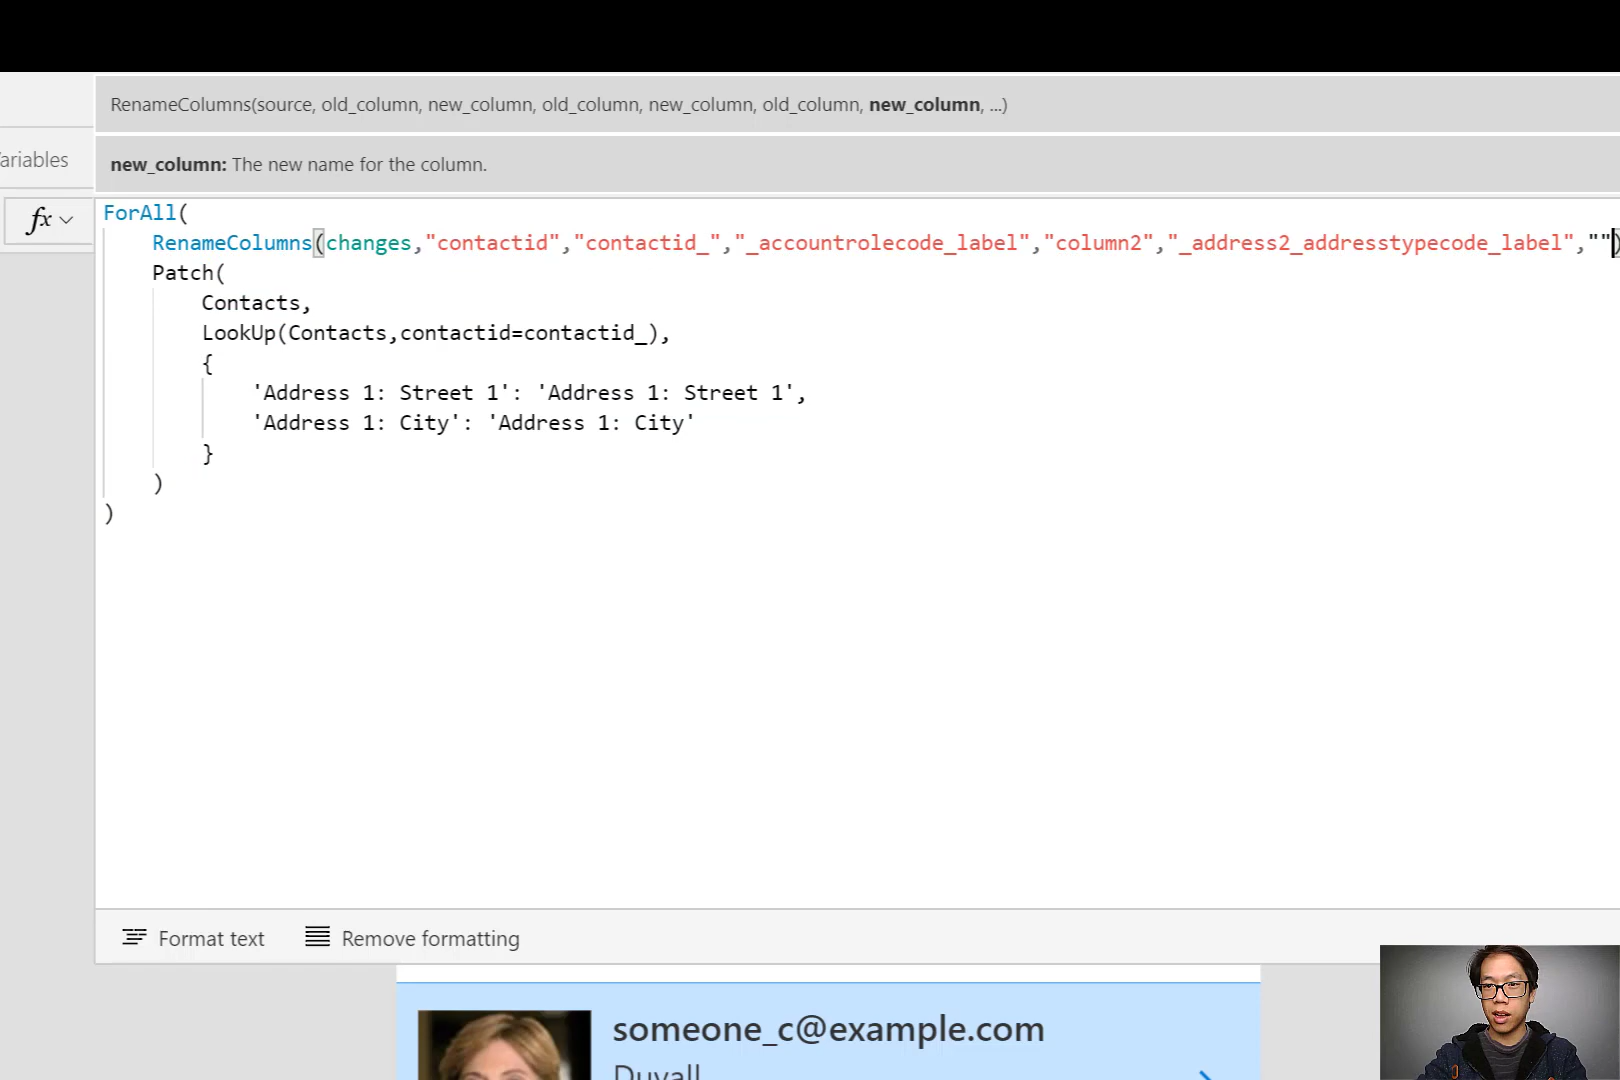 RenameColumns(source, old_column, new_column, old_column, new_column, old_column, new_column, ...)
ariables
new_column: The new name for the column.
fx
ForAll(
RenameColumns(changes,"contactid","contactid_","_accountrolecode_label","column2","_address2_addresstypecode_label","")
Patch(
Contacts,
LookUp(Contacts,contactid=contactid_),
{
'Address 1: Street 1': 'Address 1: Street 1',
'Address 1: City': 'Address 1: City'
}
)
)
Format text
Remove formatting
someone_c@example.com
Duvall